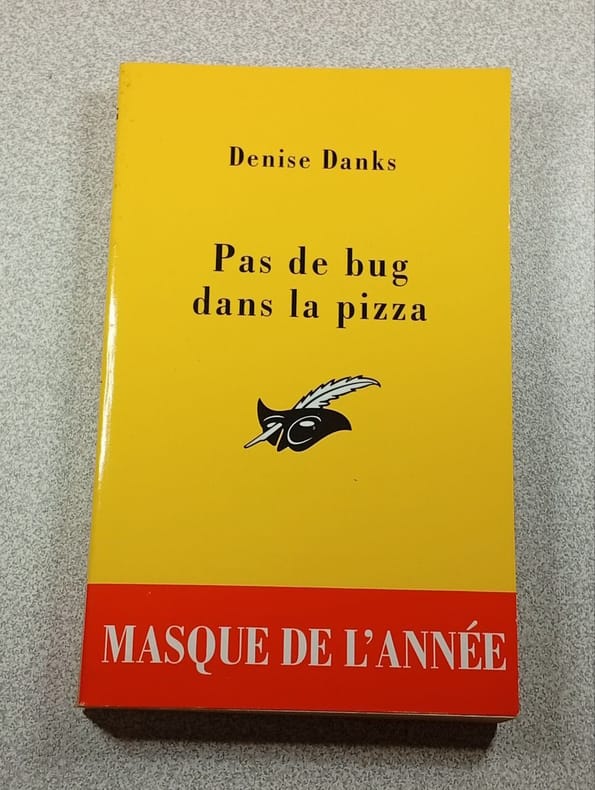 Denise Danks
Pas de bug
dans la pizza
MASQUE DE L'ANNÉE